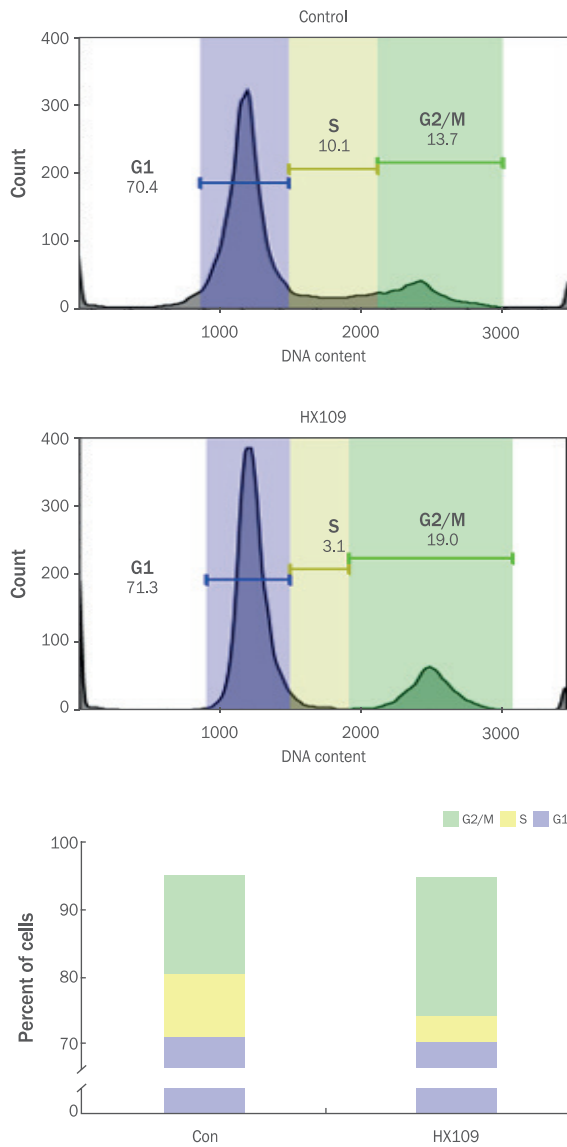 Control
400
300
200
100
0
Count
G1
70.4
S
10.1
G2/M
13.7
1000 2000 3000
DNA content
HX109
400
300
200
100
0
Count
G1
71.3
S
3.1
G2/M
19.0
1000 2000 3000
DNA content
G2/M S G1
100
90
80
70
0
Percent of cells
Con HX109